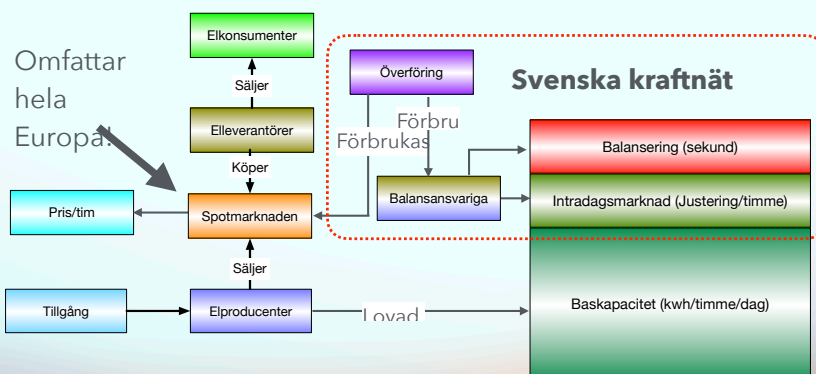 Omfattar
hela
Europa!
Elkonsumenter
Säljer
Elleverantörer
Köper
Spotmarknaden
Pris/tim
Säljer
Tillgång
Elproducenter
Lovad
Överföring
Förbrukas
Förbru
Balansansvariga
Svenska kraftnät
Balansering (sekund)
Intradagsmarknad (Justering/timme)
Baskapacitet (kwh/timme/dag)